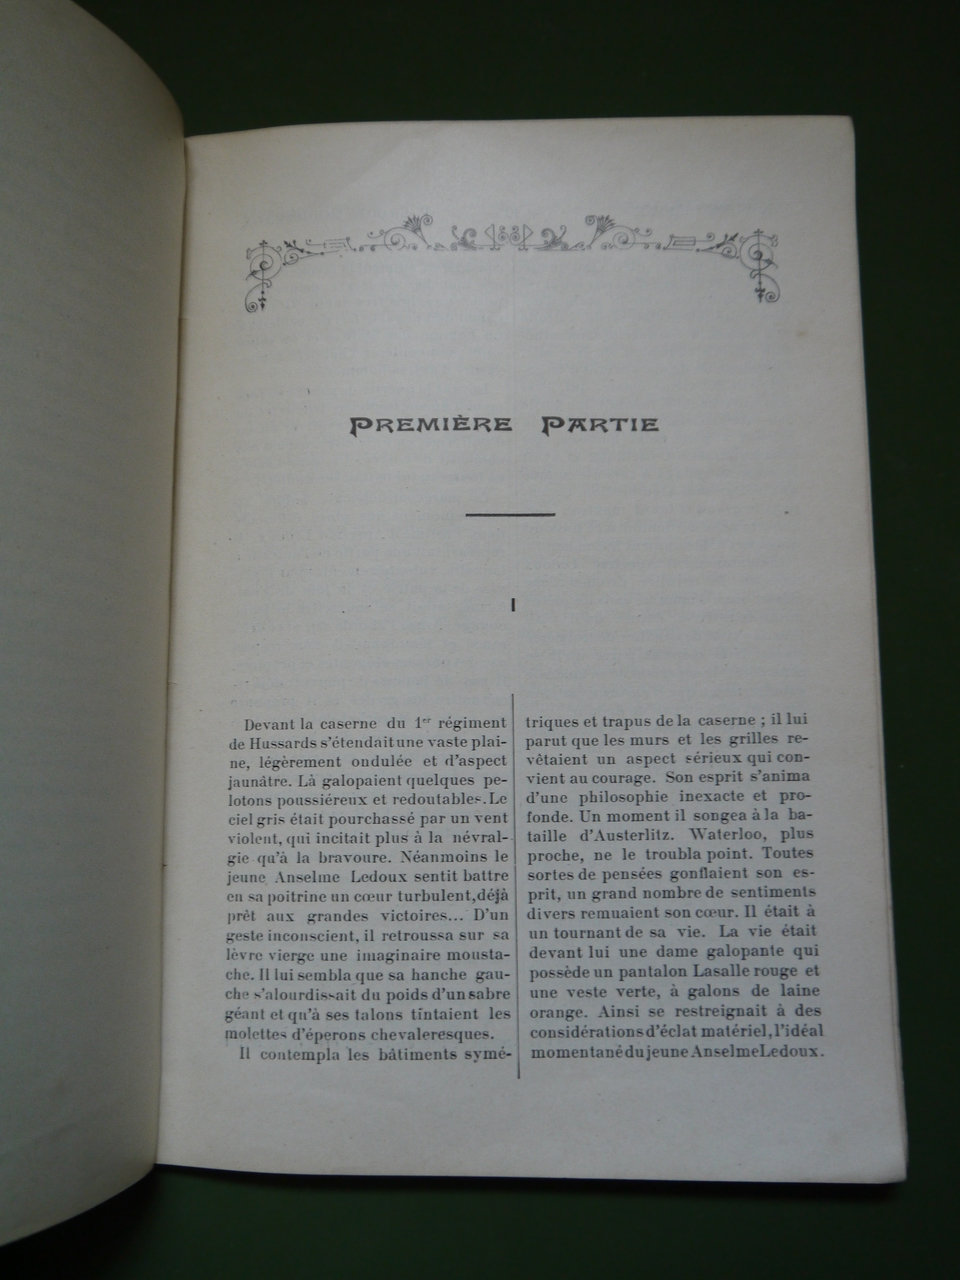 PREMIÈRE PARTIE
I
Devant la caserne du 1er régiment
de Hussards s'étendait une vaste plai-
ne, légèrement ondulée et d'aspect
jaunâtre. Là galopaient quelques pe-
lotons poussiéreux et redoutables. Le
ciel gris était pourchassé par un vent
violent, qui incitait plus à la névral-
gie qu'à la bravoure. Néanmoins le
jeune Anselme Ledoux sentit battre
en sa poitrine un cœur turbulent, déjà
prêt aux grandes victoires... D'un
geste inconscient, il retroussa sur sa
lèvre vierge une imaginaire mousta-
che. Il lui sembla que sa hanche gau-
che s'alourdissait du poids d'un sabre
géant et qu'à ses talons tintaient les
molettes d'éperons chevaleresques.
Il contempla les bâtiments symé-
triques et trapus de la caserne ; il lui
parut que les murs et les grilles re-
vêtaient un aspect sérieux qui con-
vient au courage. Son esprit s'anima
d'une philosophie inexacte et pro-
fonde. Un moment il songea à la ba-
taille d'Austerlitz. Waterloo, plus
proche, ne le troubla point. Toutes
sortes de pensées gonflaient son es-
prit, un grand nombre de sentiments
divers remuaient son cœur. Il était à
un tournant de sa vie. La vie était
devant lui une dame galopante qui
possède un pantalon Lasalle rouge et
une veste verte, à galons de laine
orange. Ainsi se restreignait à des
considérations d'éclat matériel, l'idéal
momentané du jeune Anselme Ledoux.